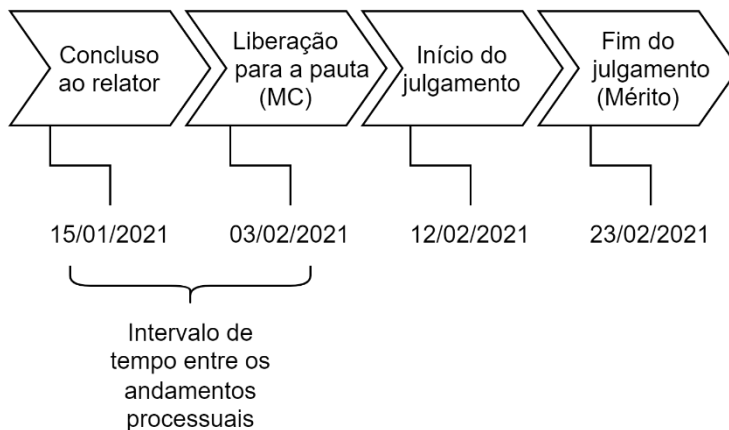 Concluso
ao relator
Liberação
para a pauta
(MC)
Início do
julgamento
Fim do
julgamento
(Mérito)
15/01/2021
03/02/2021
12/02/2021
23/02/2021
Intervalo de
tempo entre os
andamentos
processuais